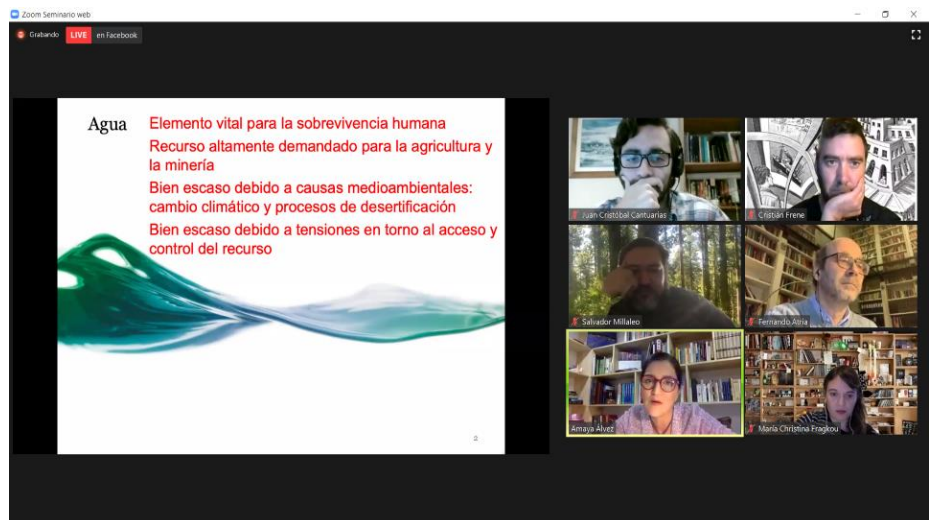 Zoom Seminario web
Grabando
LIVE
en Facebook
Agua
Elemento vital para la sobrevivencia humana
Recurso altamente demandado para la agricultura y
la minería
Bien escaso debido a causas medioambientales:
cambio climático y procesos de desertificación
Bien escaso debido a tensiones en torno al acceso y
control del recurso
2
Juan Cristóbal Cantuarias
Cristián Frene
Salvador Millaleo
Fernando Atria
Amaya Álvez
María Christina Fragkou